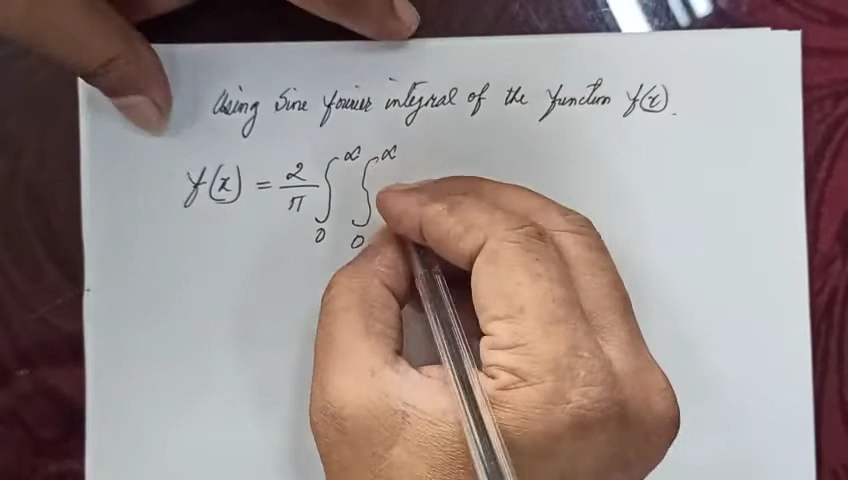 Using Sine fourier integral of the function f(x).
f(x) = 2/π ∫₀^∞ ∫₀^∞